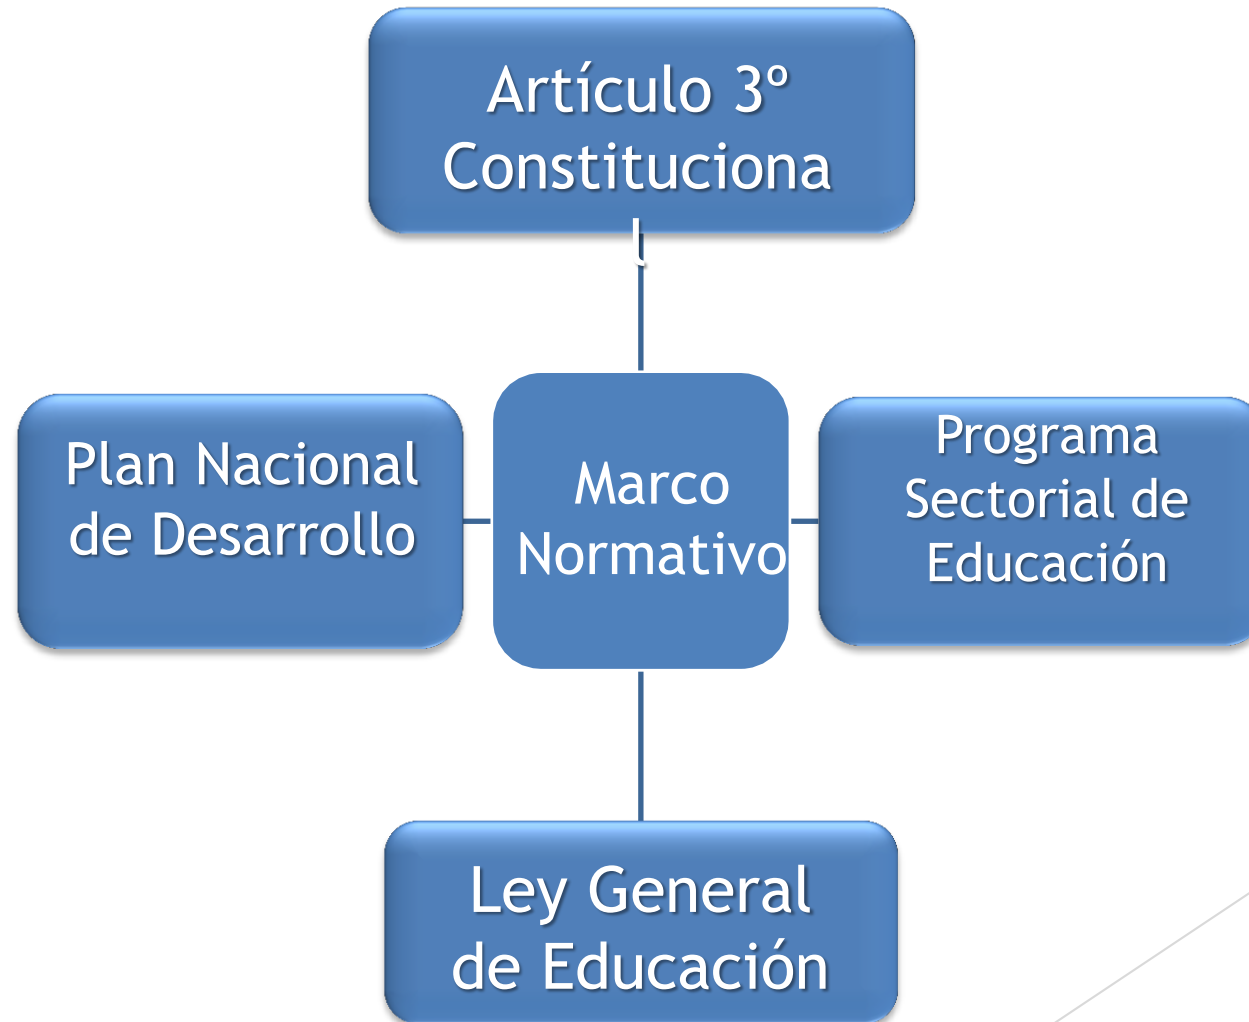 Artículo 3º
Constituciona
l
Plan Nacional
de Desarrollo
Marco
Normativo
Programa
Sectorial de
Educación
Ley General
de Educación